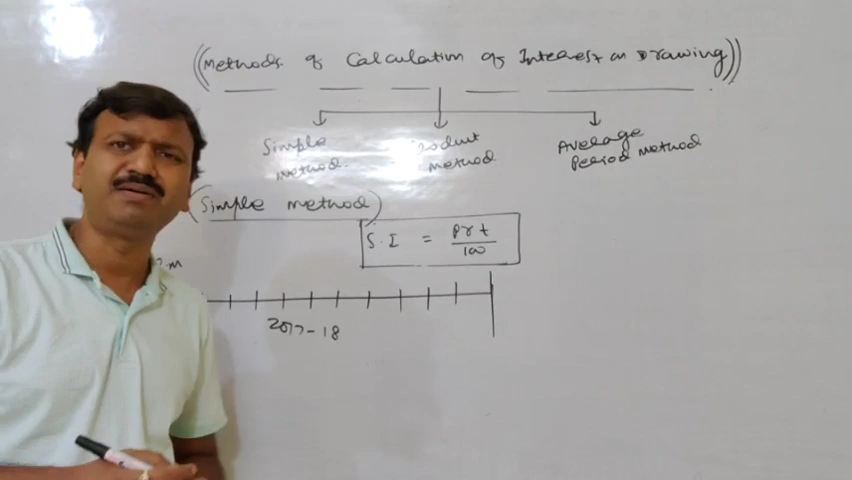 ((Methods of Calculation of Interest on Drawing))
Simple method.
Product method
Average Period Method
(Simple method)
S.I = prt/100
2m
2017-18